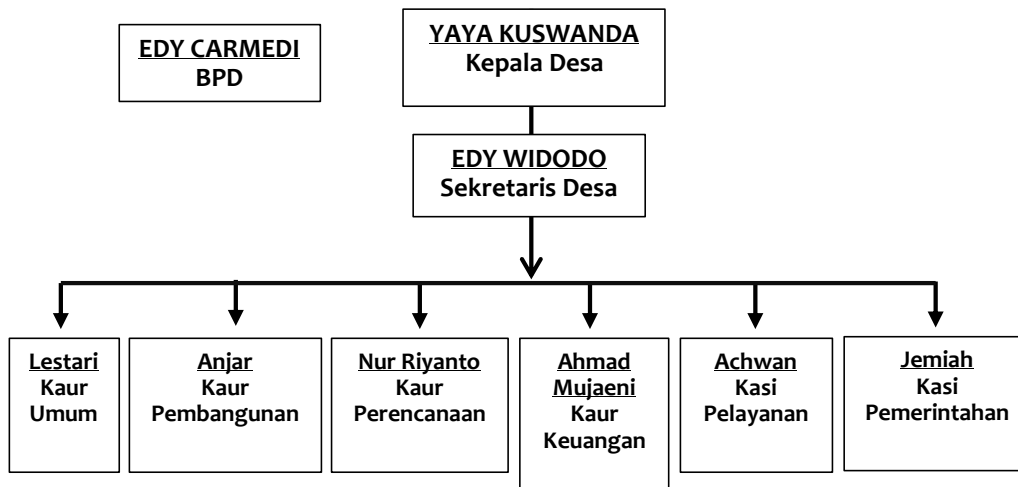 EDY CARMEDI
BPD
YAYA KUSWANDA
Kepala Desa
EDY WIDODO
Sekretaris Desa
Lestari
Kaur
Umum
Anjar
Kaur
Pembangunan
Nur Riyanto
Kaur
Perencanaan
Ahmad
Mujaeni
Kaur
Keuangan
Achwan
Kasi
Pelayanan
Jemiah
Kasi
Pemerintahan